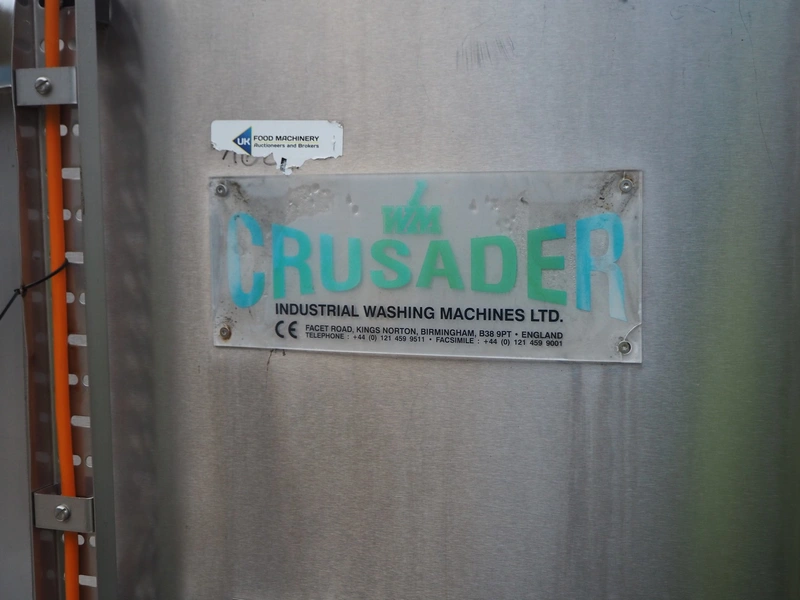 UK FOOD MACHINERY
Auctioneers and Brokers
WM
CRUSADER
INDUSTRIAL WASHING MACHINES LTD.
CE FACET ROAD, KINGS NORTON, BIRMINGHAM, B38 9PT • ENGLAND
TELEPHONE : +44 (0) 121 459 9511 • FACSIMILE : +44 (0) 121 459 9001